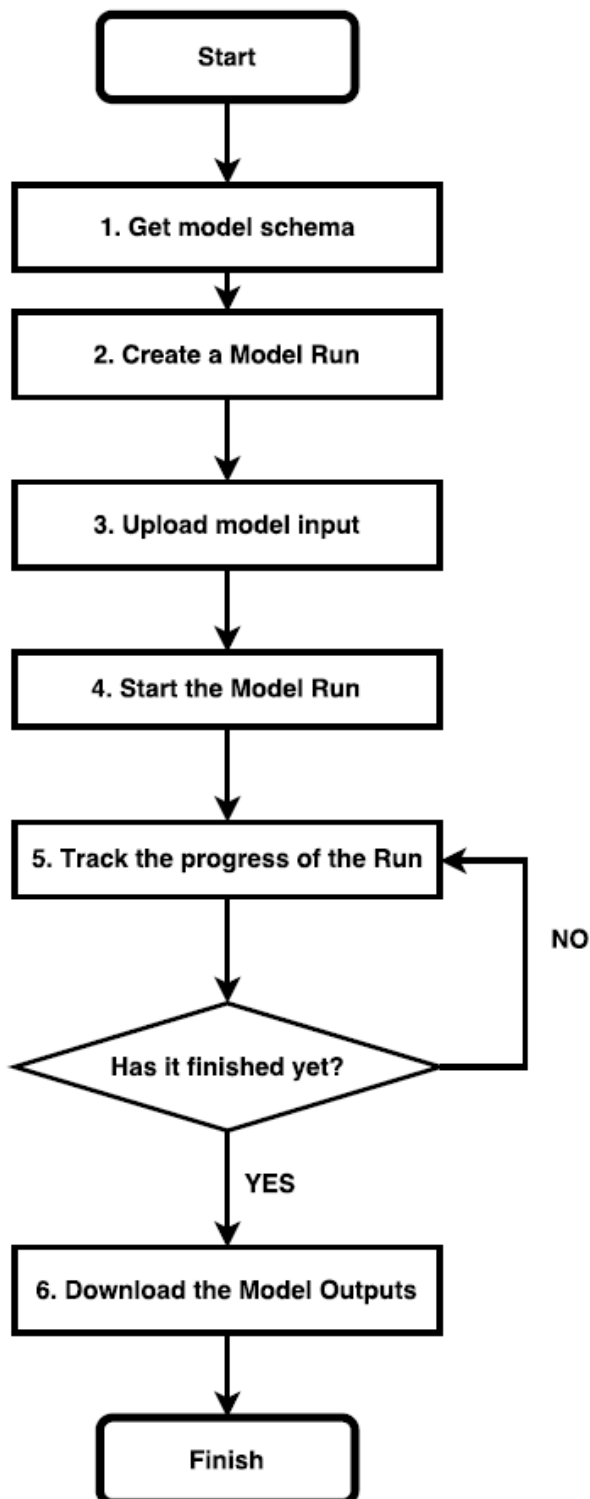 Start
1. Get model schema
2. Create a Model Run
3. Upload model input
4. Start the Model Run
5. Track the progress of the Run
NO
Has it finished yet?
YES
6. Download the Model Outputs
Finish